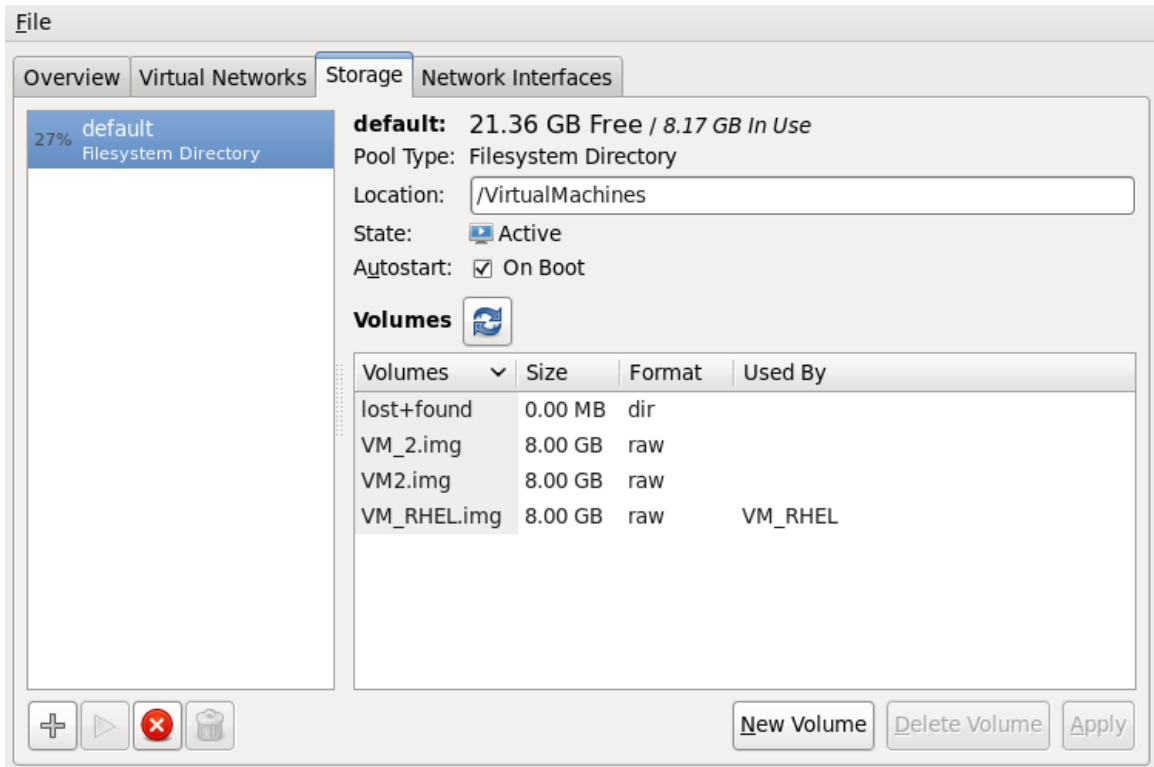 File
Overview Virtual Networks Storage Network Interfaces
27% default
Filesystem Directory
default: 21.36 GB Free / 8.17 GB In Use
Pool Type: Filesystem Directory
Location: /VirtualMachines
State: Active
Autostart: On Boot
Volumes
Volumes Size Format Used By
lost+found 0.00 MB dir
VM_2.img 8.00 GB raw
VM2.img 8.00 GB raw
VM_RHEL.img 8.00 GB raw VM_RHEL
New Volume Delete Volume Apply